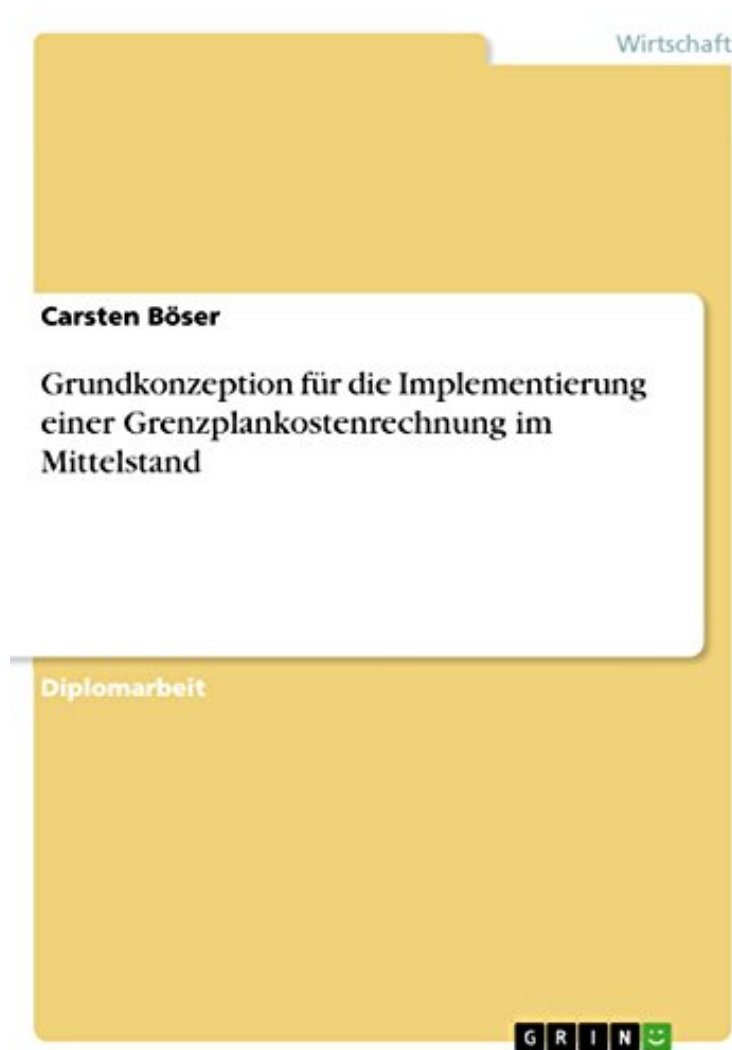 Wirtschaft
Carsten Böser
Grundkonzeption für die Implementierung
einer Grenzplankostenrechnung im
Mittelstand
Diplomarbeit
GRIN